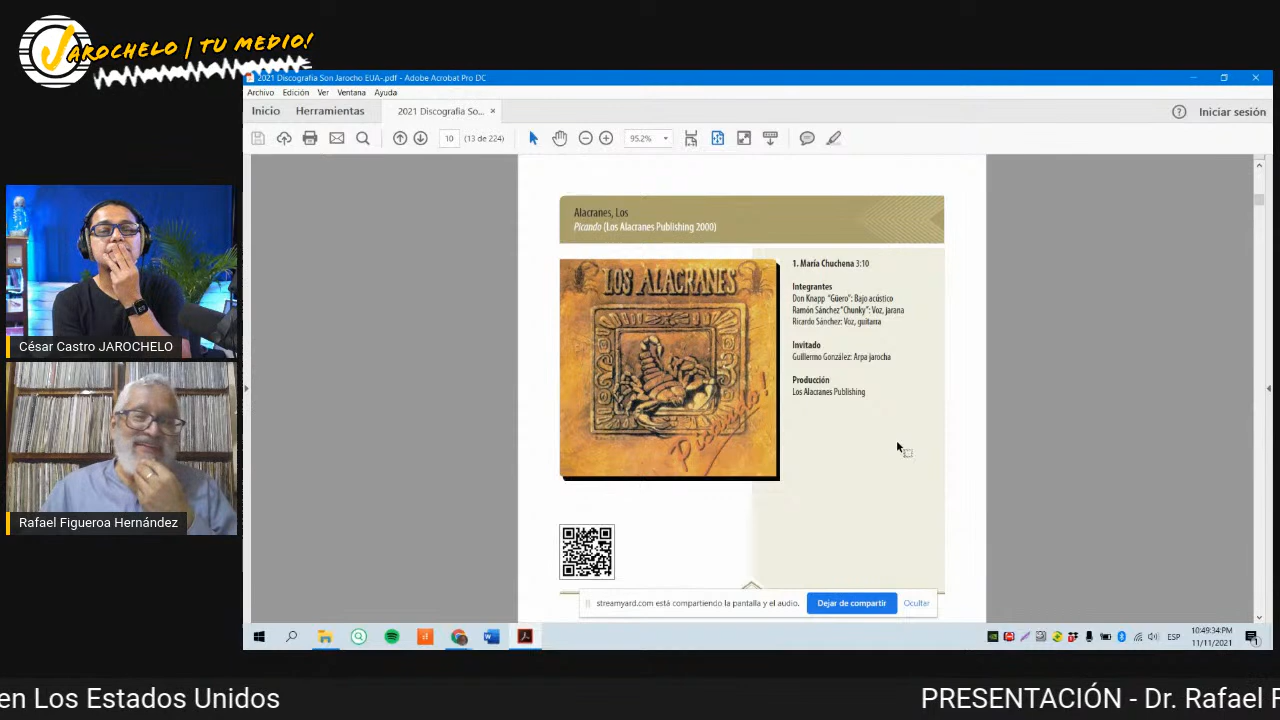 JAROCHELO | TU MEDIO!
2021 Discografia Son Jarocho EUA-.pdf - Adobe Acrobat Pro DC
Archivo Edición Ver Ventana Ayuda
Inicio Herramientas 2021 Discografia So... × Iniciar sesión
10 (13 de 224) 95.2%
Alacranes, Los
Picando (Los Alacranes Publishing 2000)
LOS ALACRANES
Picando!
1. María Chuchena 3:10
Integrantes
Don Knapp "Güero": Bajo acústico
Ramón Sánchez"Chunky": Voz, jarana
Ricardo Sánchez: Voz, guitarra
Invitado
Guillermo González: Arpa jarocha
Producción
Los Alacranes Publishing
César Castro JAROCHELO
Rafael Figueroa Hernández
streamyard.com está compartiendo la pantalla y el audio. Dejar de compartir Ocultar
ESP
10:49:34 PM
11/11/2021
en Los Estados Unidos PRESENTACIÓN - Dr. Rafael F